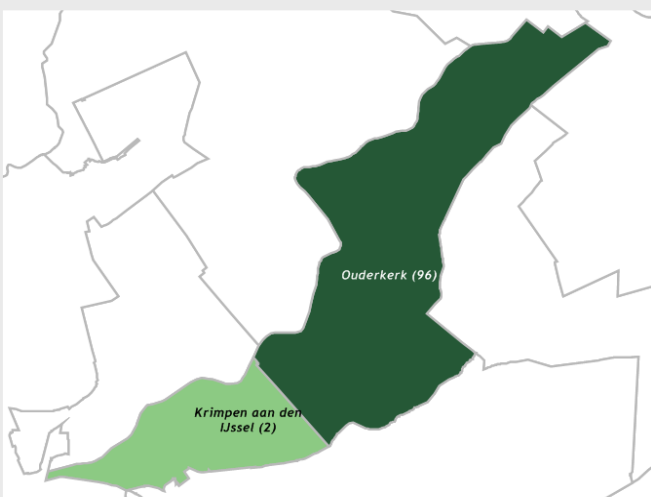 Ouderkerk (96)
Krimpen aan den
IJssel (2)